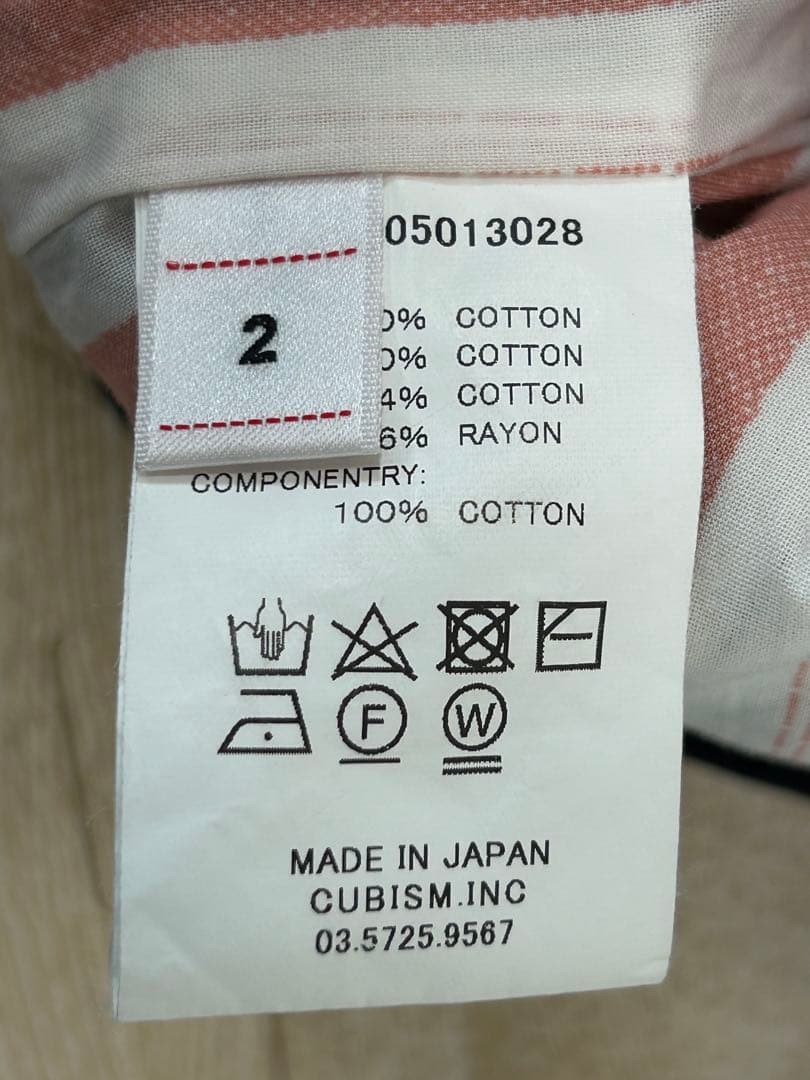 2
05013028
0% COTTON
0% COTTON
4% COTTON
6% RAYON
COMPONENTRY:
100% COTTON
F
W
MADE IN JAPAN
CUBISM.INC
03.5725.9567